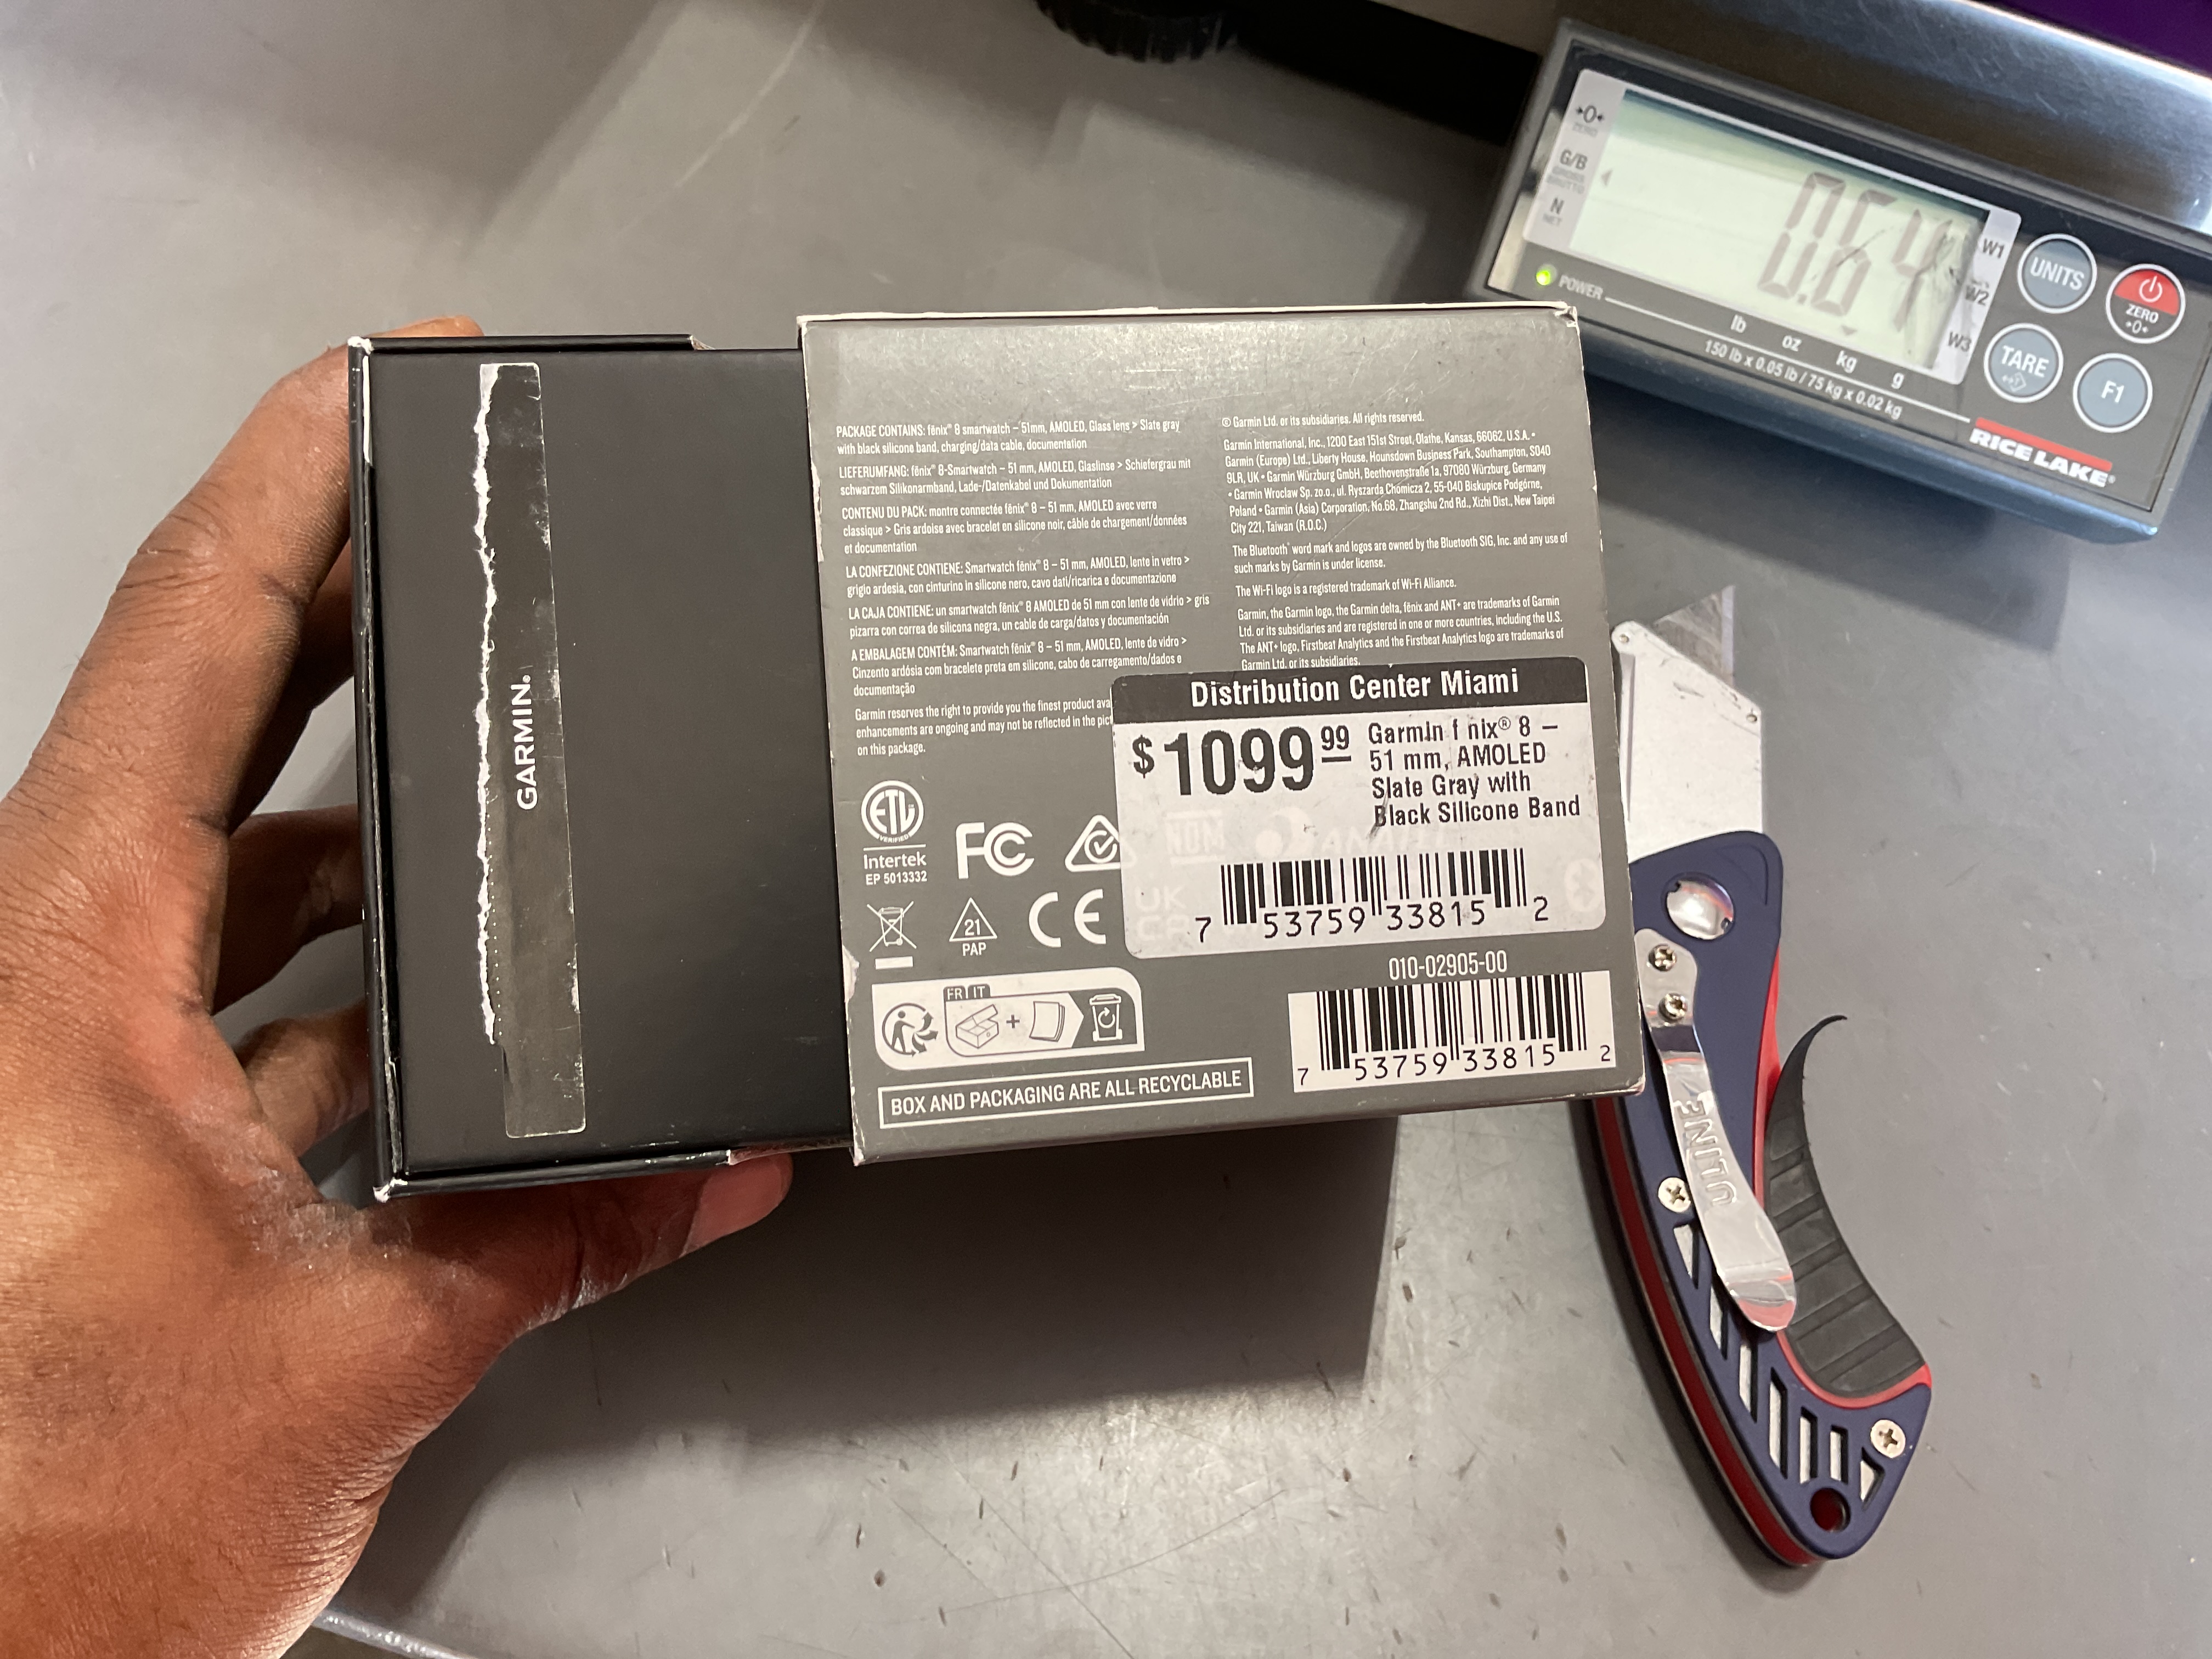 GARMIN.
PACKAGE CONTAINS: fēnix® 8 smartwatch – 51mm, AMOLED, Glass lens > Slate gray
with black silicone band, charging/data cable, documentation
LIEFERUMFANG: fēnix® 8-Smartwatch – 51 mm, AMOLED, Glaslinse > Schiefergrau mit
schwarzem Silikonarmband, Lade-/Datenkabel und Dokumentation
CONTENU DU PACK: montre connectée fēnix® 8 – 51 mm, AMOLED avec verre
classique > Gris ardoise avec bracelet en silicone noir, câble de chargement/données
et documentation
LA CONFEZIONE CONTIENE: Smartwatch fēnix® 8 – 51 mm, AMOLED, lente in vetro >
grigio ardesia, con cinturino in silicone nero, cavo dati/ricarica e documentazione
LA CAJA CONTIENE: un smartwatch fēnix® 8 AMOLED de 51 mm con lente de vidrio > gris
pizarra con correa de silicona negra, un cable de carga/datos y documentación
A EMBALAGEM CONTÉM: Smartwatch fēnix® 8 – 51 mm, AMOLED, lente de vidro >
Cinzento ardósia com bracelete preta em silicone, cabo de carregamento/dados e
documentação
Garmin reserves the right to provide you the finest product ava
enhancements are ongoing and may not be reflected in the pict
on this package.
© Garmin Ltd. or its subsidiaries. All rights reserved.
Garmin International, Inc., 1200 East 151st Street, Olathe, Kansas, 66062, U.S.A. •
Garmin (Europe) Ltd., Liberty House, Hounsdown Business Park, Southampton, SO40
9LR, UK • Garmin Würzburg GmbH, Beethovenstraße 1a, 97080 Würzburg, Germany
• Garmin Wroclaw Sp. zo.o., ul. Ryszarda Chomicza 2, 55-040 Biskupice Podgórne,
Poland • Garmin (Asia) Corporation, No.68, Zhangshu 2nd Rd., Xizhi Dist., New Taipei
City 221, Taiwan (R.O.C.)
The Bluetooth® word mark and logos are owned by the Bluetooth SIG, Inc. and any use of
such marks by Garmin is under license.
The Wi-Fi logo is a registered trademark of Wi-Fi Alliance.
Garmin, the Garmin logo, the Garmin delta, fēnix and ANT+ are trademarks of Garmin
Ltd. or its subsidiaries and are registered in one or more countries, including the U.S.
The ANT+ logo, Firstbeat Analytics and the Firstbeat Analytics logo are trademarks of
Garmin Ltd. or its subsidiaries.
Distribution Center Miami
$1099 99
Garmin f nix® 8 –
51 mm, AMOLED
Slate Gray with
Black Silicone Band
7 53759 33815 2
ETL
VERIFIED
Intertek
EP 5013332
FC
NOM
UK
CA
21
PAP
CE
FR IT
BOX AND PACKAGING ARE ALL RECYCLABLE
010-02905-00
7 53759 33815 2
→0←
ZERO
G/B
N
NET
0.64
W1
W2
W3
UNITS
ZERO
→0←
TARE
F1
POWER
lb oz kg g
150 lb x 0.05 lb / 75 kg x 0.02 kg
RICE LAKE®
ULINE